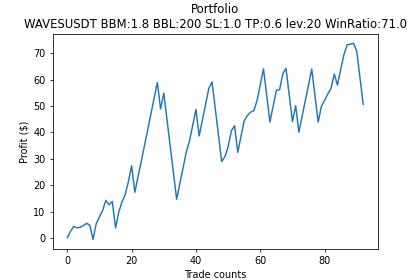 Portfolio
WAVESUSDT BBM:1.8 BBL:200 SL:1.0 TP:0.6 lev:20 WinRatio:71.0
Profit ($)
70
60
50
40
30
20
10
0
0 20 40 60 80
Trade counts